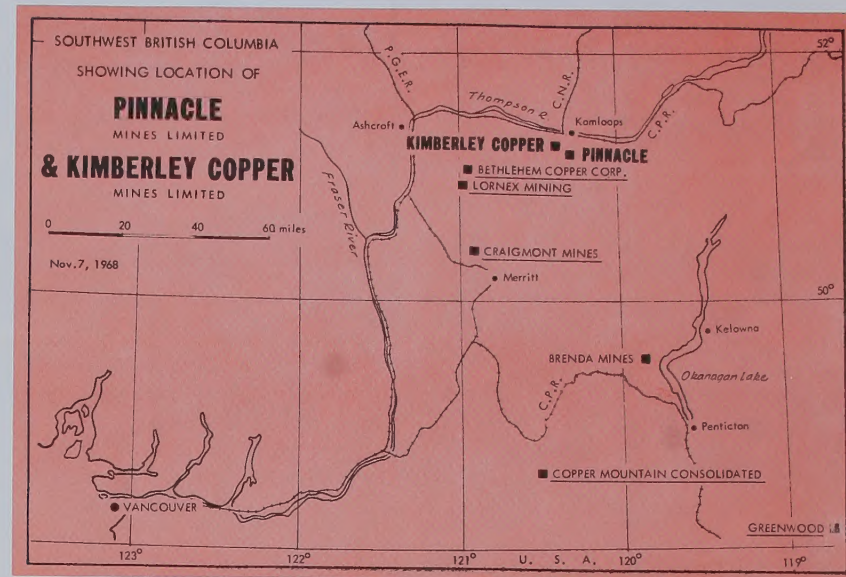 SOUTHWEST BRITISH COLUMBIA
SHOWING LOCATION OF
PINNACLE
MINES LIMITED
& KIMBERLEY COPPER
MINES LIMITED
0 20 40 60 miles
Nov.7, 1968
P.G.E.R.
Thompson R.
C.N.R.
C.P.R.
52°
Ashcroft
Kamloops
KIMBERLEY COPPER
PINNACLE
BETHLEHEM COPPER CORP.
LORNEX MINING
Fraser River
CRAIGMONT MINES
Merritt
50°
Kelowna
BRENDA MINES
Okanagan Lake
C.P.R.
Penticton
COPPER MOUNTAIN CONSOLIDATED
VANCOUVER
GREENWOOD
123° 122° 121° U. S. A. 120° 119°